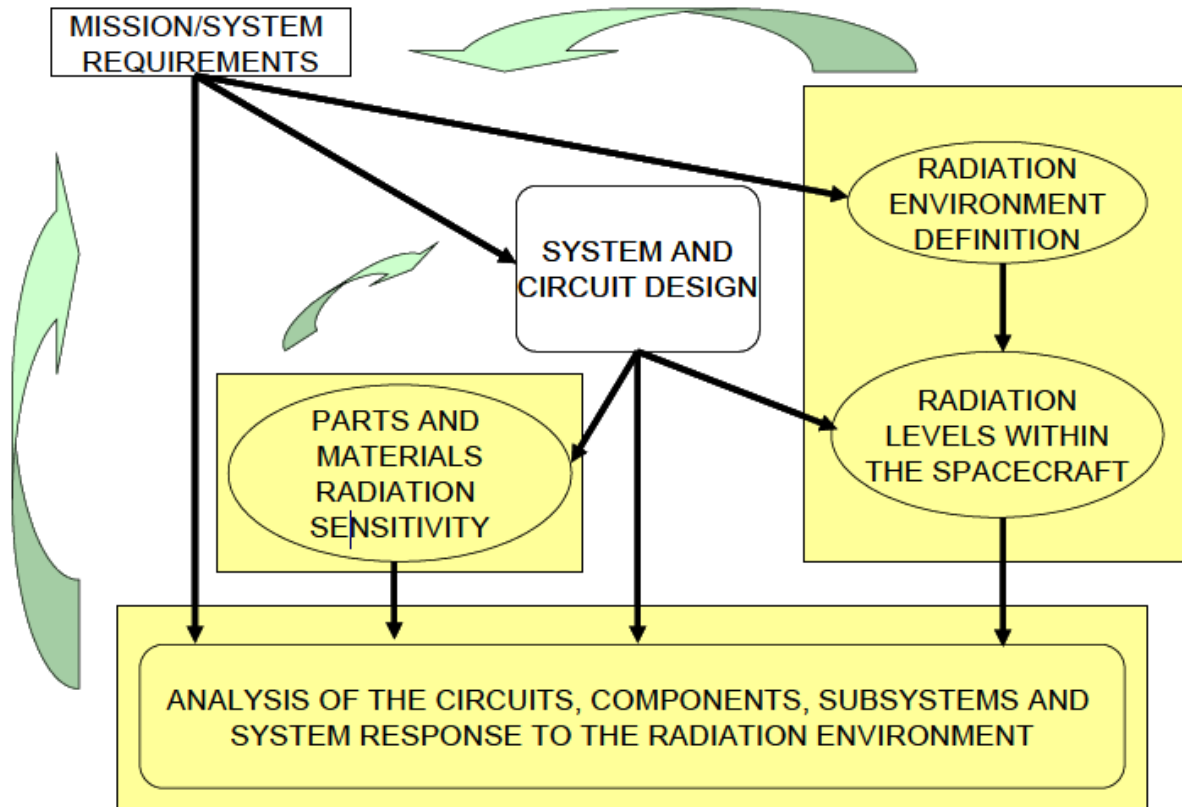 MISSION/SYSTEM
REQUIREMENTS
RADIATION
ENVIRONMENT
DEFINITION
SYSTEM AND
CIRCUIT DESIGN
PARTS AND
MATERIALS
RADIATION
SENSITIVITY
RADIATION
LEVELS WITHIN
THE SPACECRAFT
ANALYSIS OF THE CIRCUITS, COMPONENTS, SUBSYSTEMS AND
SYSTEM RESPONSE TO THE RADIATION ENVIRONMENT